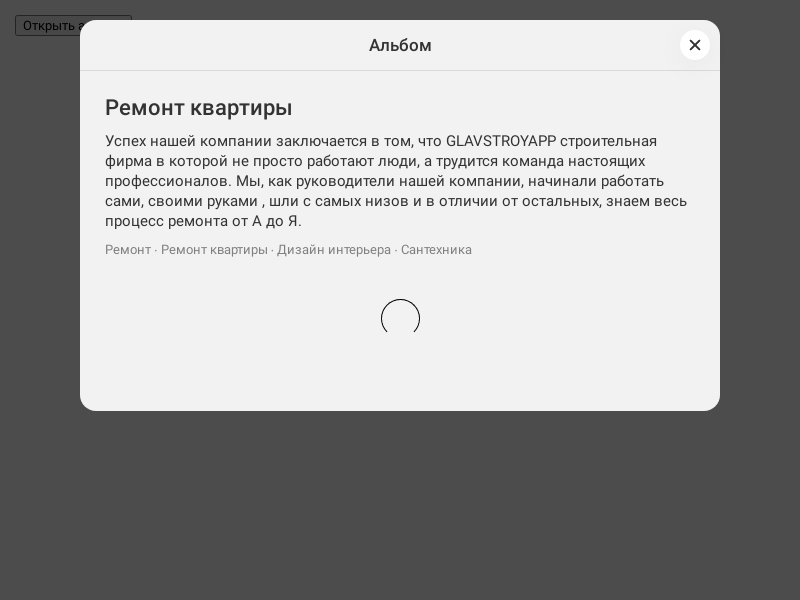 Открыть
Альбом
Ремонт квартиры
Успех нашей компании заключается в том, что GLAVSTROYAPP строительная
фирма в которой не просто работают люди, а трудится команда настоящих
профессионалов. Мы, как руководители нашей компании, начинали работать
сами, своими руками , шли с самых низов и в отличии от остальных, знаем весь
процесс ремонта от А до Я.
Ремонт · Ремонт квартиры · Дизайн интерьера · Сантехника